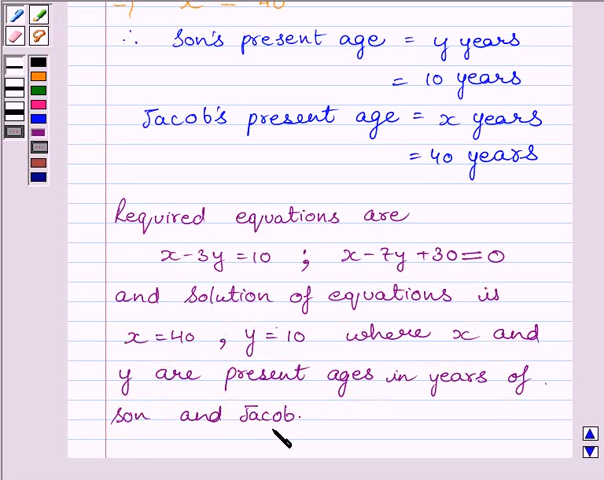 =) x = 40
∴ Son's present age = y years
= 10 years
Jacob's present age = x years
= 40 years
Required equations are
x - 3y = 10 ; x - 7y + 30 = 0
and solution of equations is
x = 40 , y = 10 where x and
y are present ages in years of
son and Jacob.